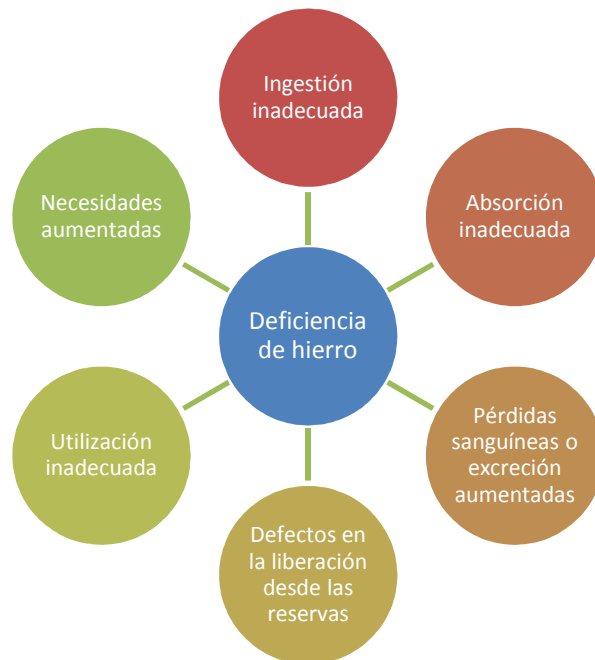 Ingestión
inadecuada
Necesidades
aumentadas
Absorción
inadecuada
Deficiencia
de hierro
Utilización
inadecuada
Pérdidas
sanguíneas o
excreción
aumentadas
Defectos en
la liberación
desde las
reservas